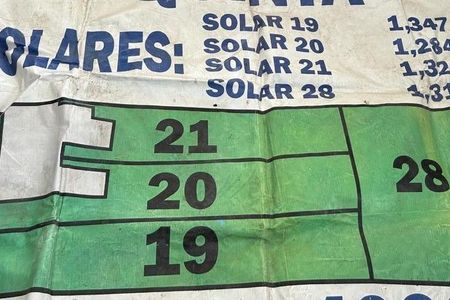 SOLAR 19 1,347
OLARES: SOLAR 20 1,284
SOLAR 21
SOLAR 28
21
20
28
19